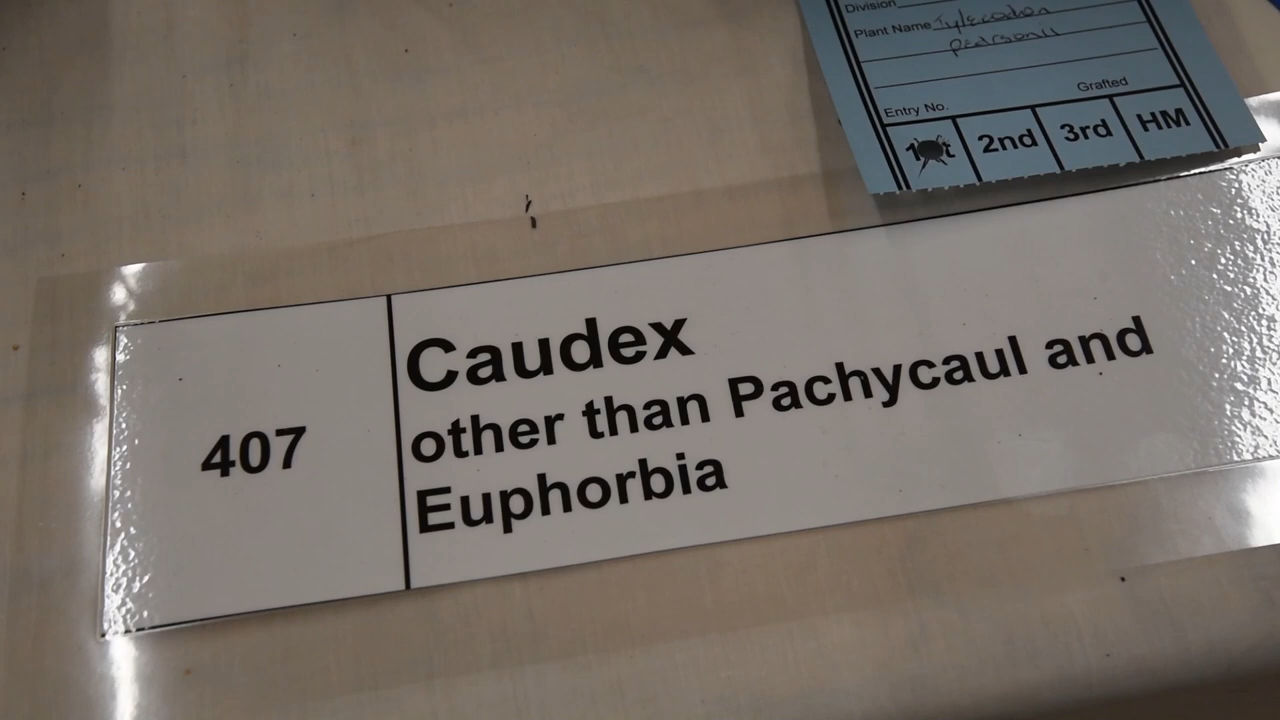 Division
Plant Name Tylecodon
pearsonii
Grafted
Entry No.
1st 2nd 3rd HM
407
Caudex
other than Pachycaul and
Euphorbia